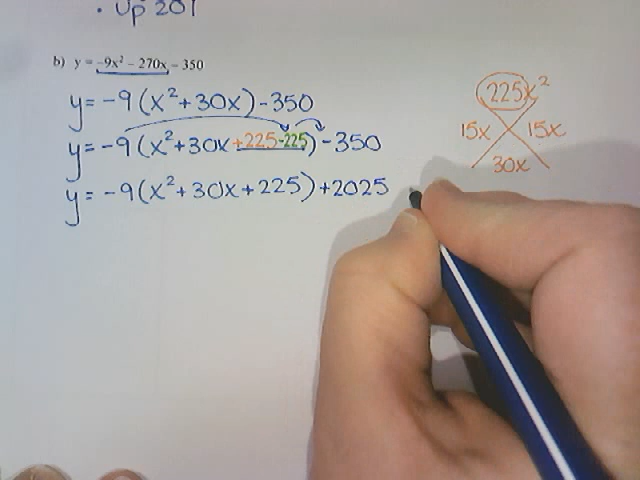 • Up 201
b) y = -9x² - 270x - 350
y = -9(x² + 30x) - 350
y = -9(x² + 30x + 225 - 225) - 350
y = -9(x² + 30x + 225) + 2025
225x²
15x 15x
30x